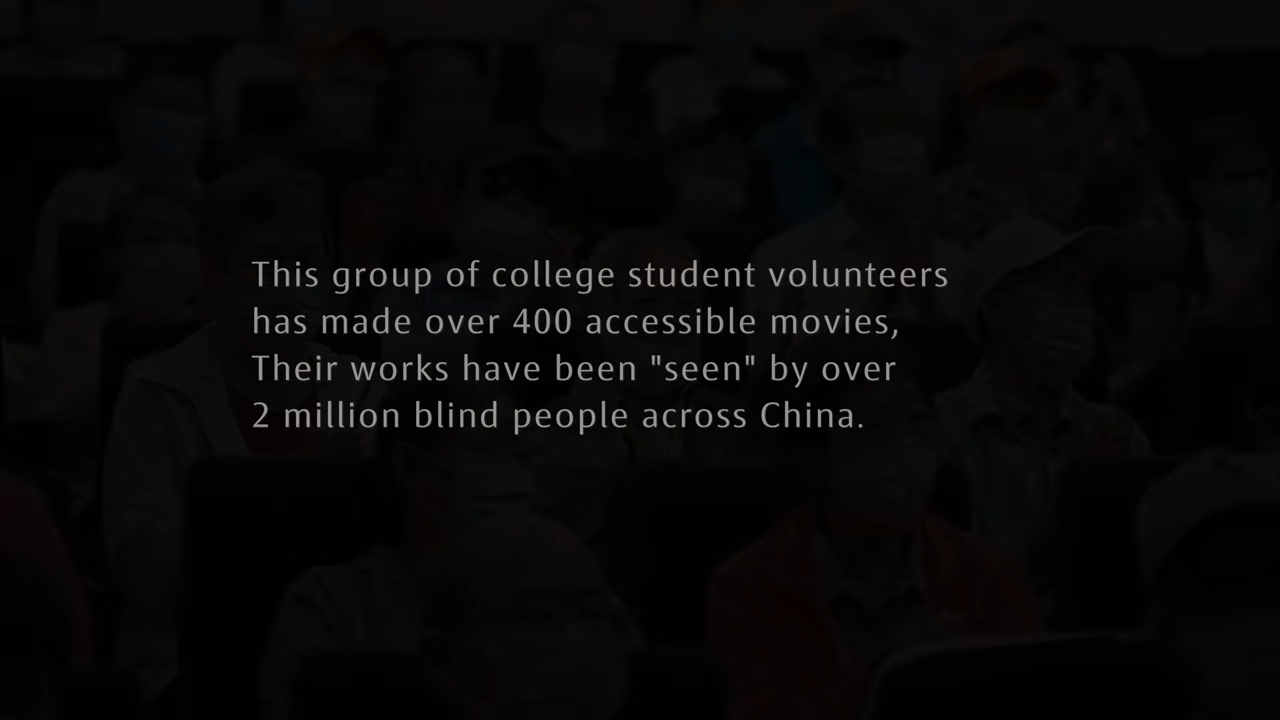 This group of college student volunteers
has made over 400 accessible movies,
Their works have been "seen" by over
2 million blind people across China.